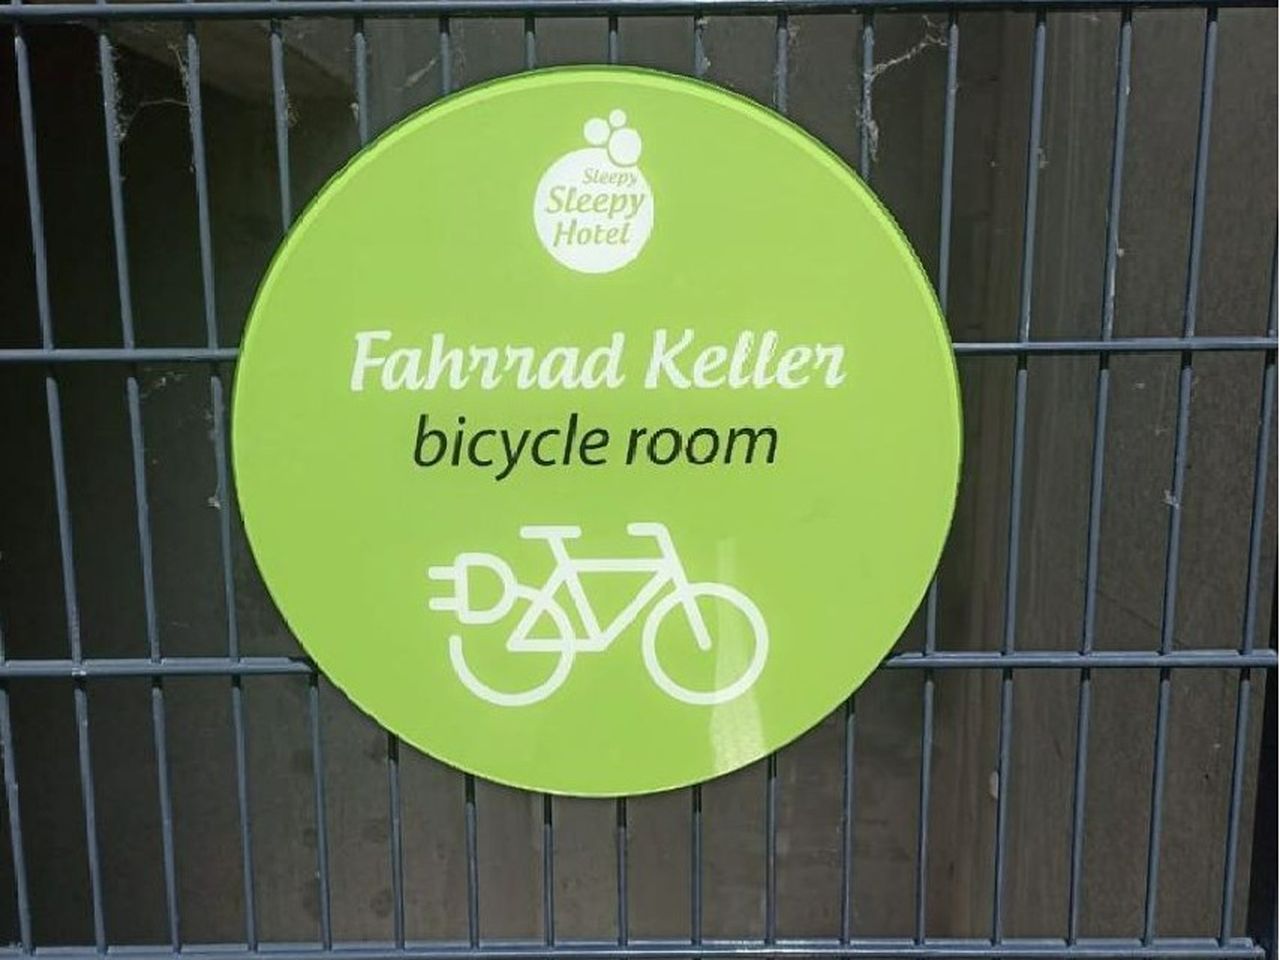 Sleepy
Sleepy
Hotel
Fahrrad Keller
bicycle room